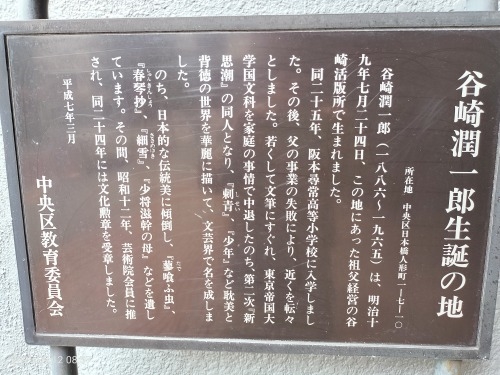 谷崎潤一郎生誕の地
所在地 中央区日本橋人形町一-七-一〇
谷崎潤一郎(一八八六~一九六五)は、明治十
九年七月二十四日、この地にあった祖父経営の谷
崎活版所で生まれました。
同二十五年、阪本尋常高等小学校に入学しまし
た。その後、父の事業の失敗により、近くを転々
としました。若くして文筆にすぐれ、東京帝国大
学国文科を家庭の事情で中退したのち、第二次『新
思潮』の同人となり、『刺青』、『少年』など耽美と
背徳の世界を華麗に描いて、文芸界で名を成しま
した。
のち、日本的な伝統美に傾倒し、『蓼喰ふ虫』、
『春琴抄』、『細雪』、『少将滋幹の母』などを遺し
ています。その間、昭和十二年、芸術院会員に推
され、同二十四年には文化勲章を受章しました。
平成七年三月
中央区教育委員会